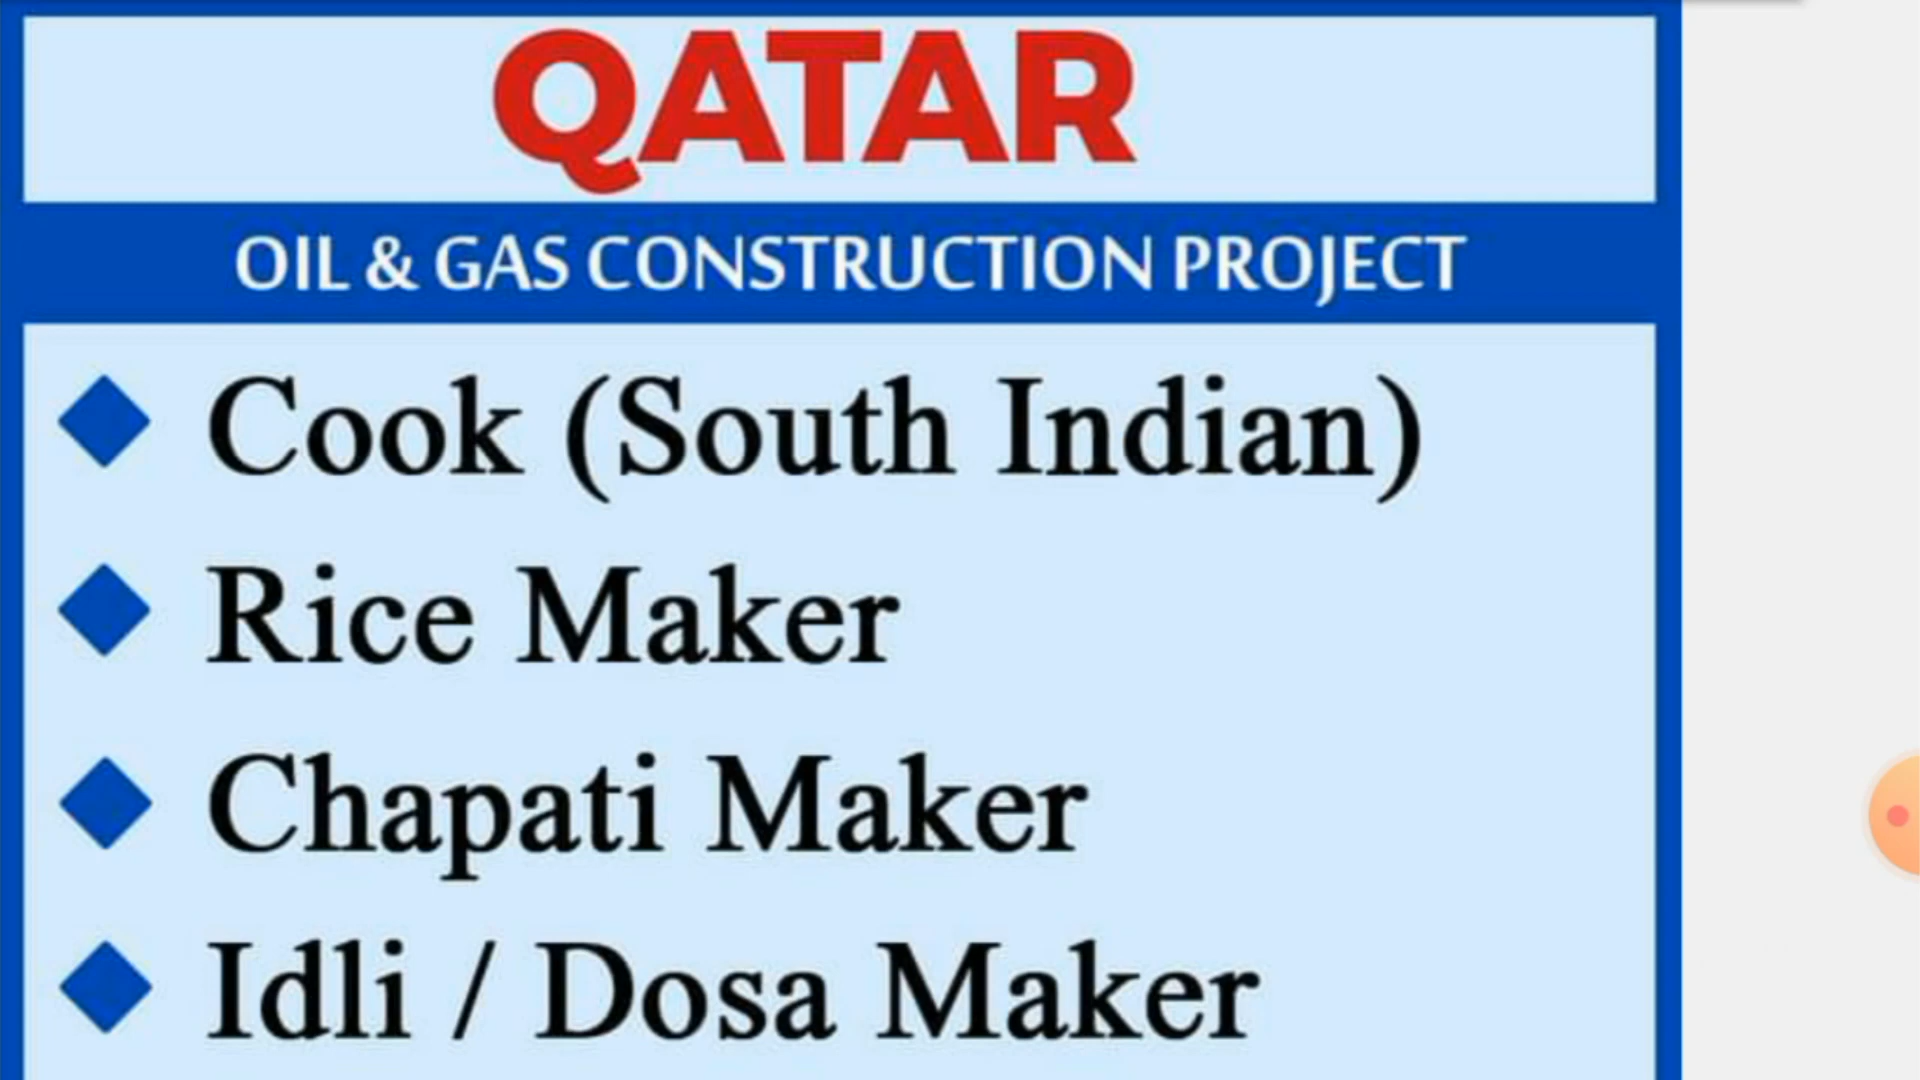 QATAR
OIL & GAS CONSTRUCTION PROJECT
Cook (South Indian)
Rice Maker
Chapati Maker
Idli / Dosa Maker